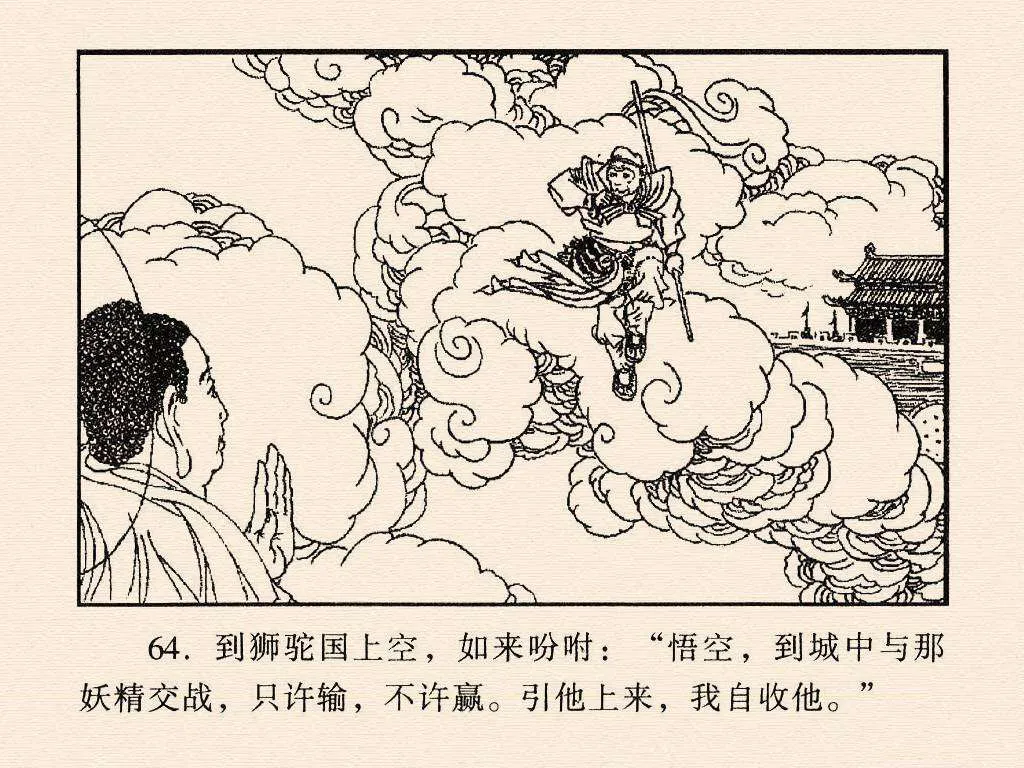 64. 到狮驼国上空，如来吩咐：“悟空，到城中与那
妖精交战，只许输，不许赢。引他上来，我自收他。”